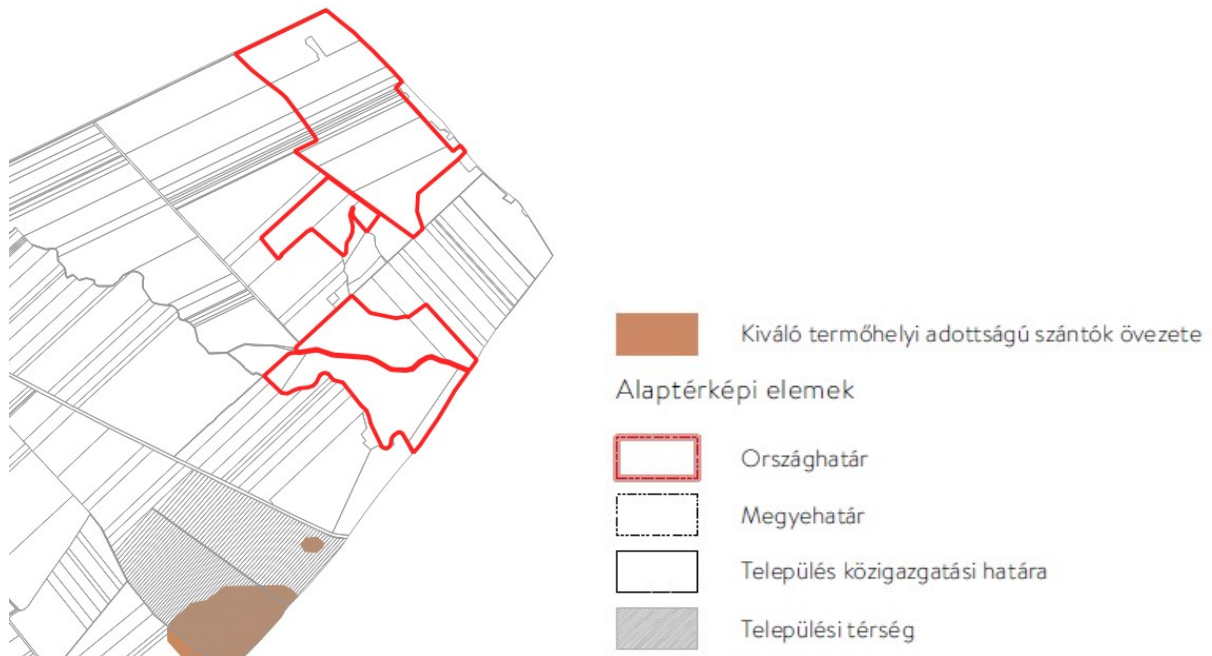 Kiváló termőhelyi adottságú szántók övezete
Alaptérképi elemek
Országhatár
Megyehatár
Település közigazgatási határa
Települési térség